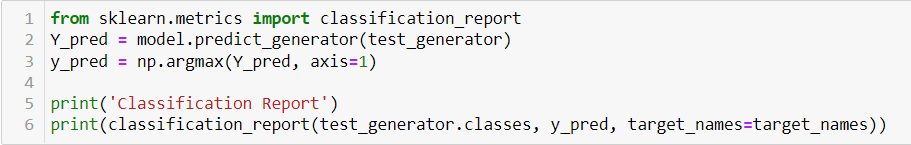 1 from sklearn.metrics import classification_report
2 Y_pred = model.predict_generator(test_generator)
3 y_pred = np.argmax(Y_pred, axis=1)
4
5 print('Classification Report')
6 print(classification_report(test_generator.classes, y_pred, target_names=target_names))